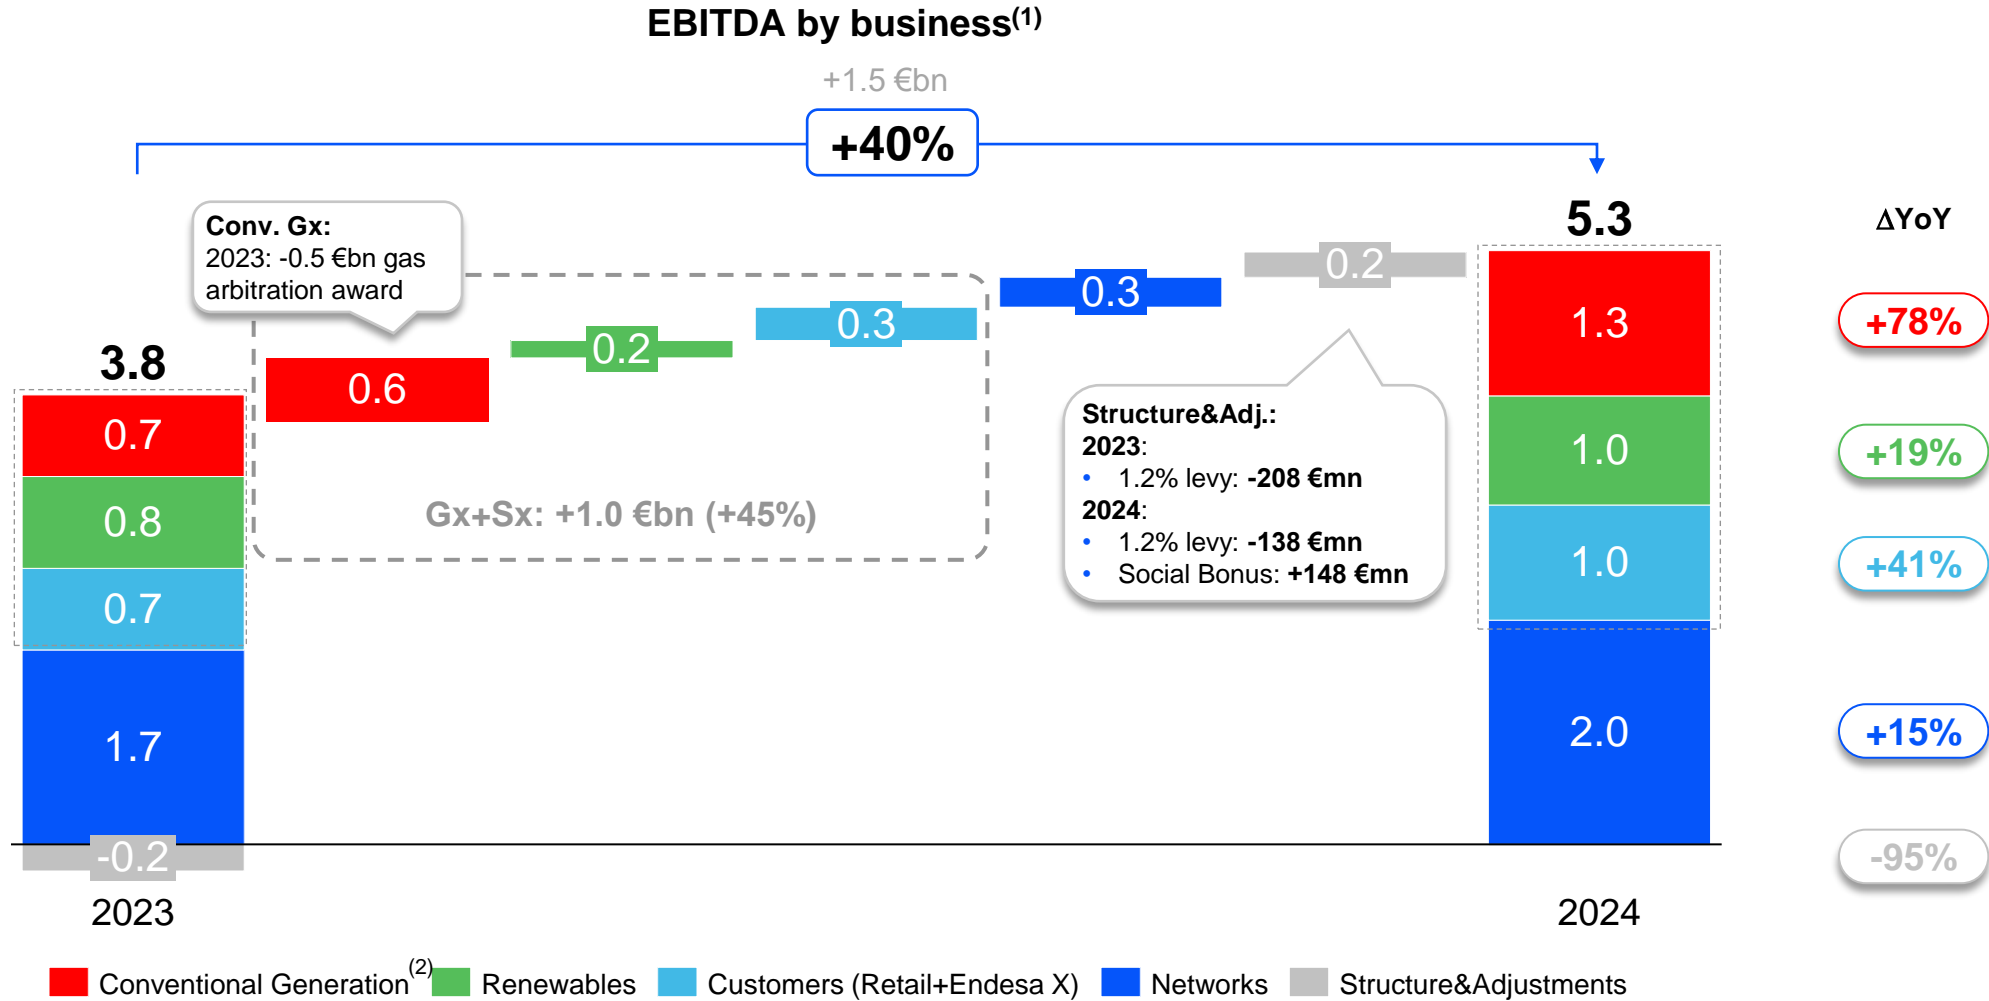 EBITDA by business(1)
+1.5 €bn
+40%
Conv. Gx:
2023: -0.5 €bn gas
arbitration award
5.3
ΔYoY
3.8
0.7
0.8
0.7
1.7
-0.2
2023
0.6
0.2
0.3
0.3
0.2
Gx+Sx: +1.0 €bn (+45%)
Structure&Adj.:
2023:
• 1.2% levy: -208 €mn
2024:
• 1.2% levy: -138 €mn
• Social Bonus: +148 €mn
1.3
1.0
1.0
2.0
2024
+78%
+19%
+41%
+15%
-95%
Conventional Generation(2)
Renewables
Customers (Retail+Endesa X)
Networks
Structure&Adjustments